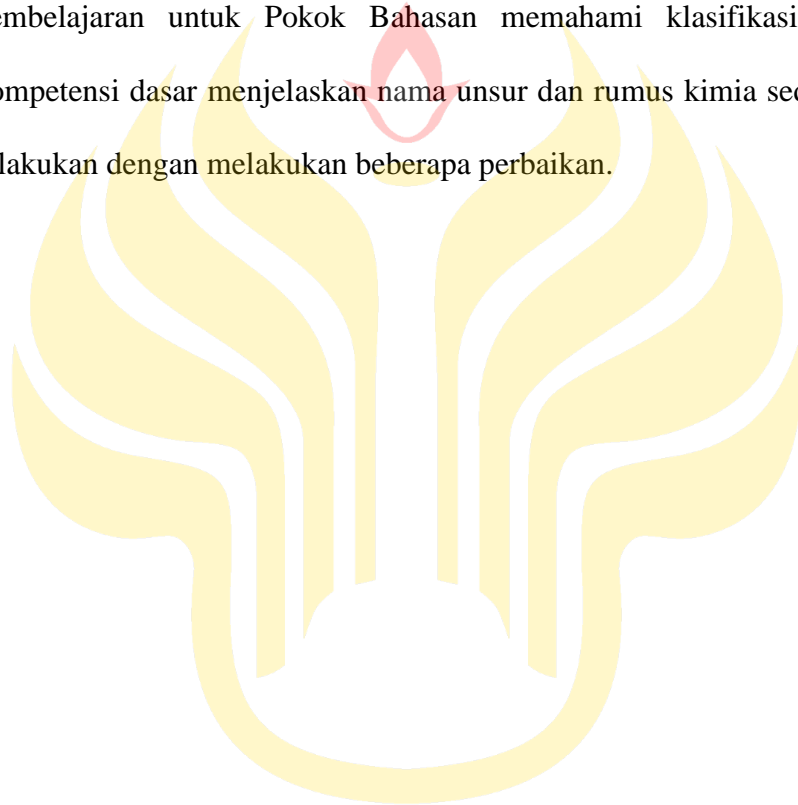 embelajaran untuk Pokok Bahasan memahami klasifikasi
ompetensi dasar menjelaskan nama unsur dan rumus kimia sec
lakukan dengan melakukan beberapa perbaikan.